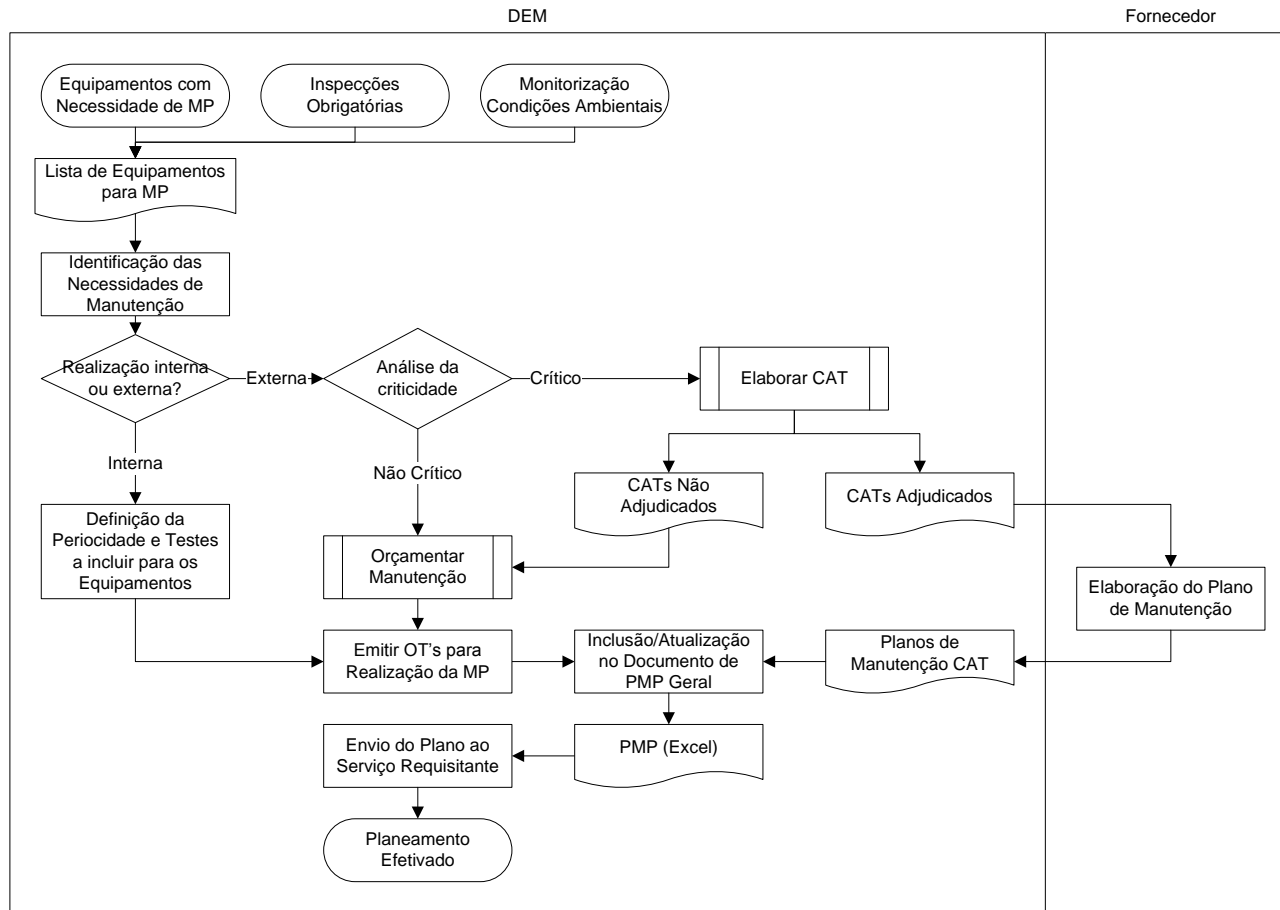 DEM
Fornecedor
Equipamentos com
Necessidade de MP
Inspecções
Obrigatórias
Monitorização
Condições Ambientais
Lista de Equipamentos
para MP
Identificação das
Necessidades de
Manutenção
Realização interna
ou externa?
Externa
Análise da
criticidade
Crítico
Elaborar CAT
Interna
Não Crítico
CATs Não
Adjudicados
CATs Adjudicados
Definição da
Periocidade e Testes
a incluir para os
Equipamentos
Orçamentar
Manutenção
Elaboração do Plano
de Manutenção
Emitir OT's para
Realização da MP
Inclusão/Atualização
no Documento de
PMP Geral
Planos de
Manutenção CAT
Envio do Plano ao
Serviço Requisitante
PMP (Excel)
Planeamento
Efetivado